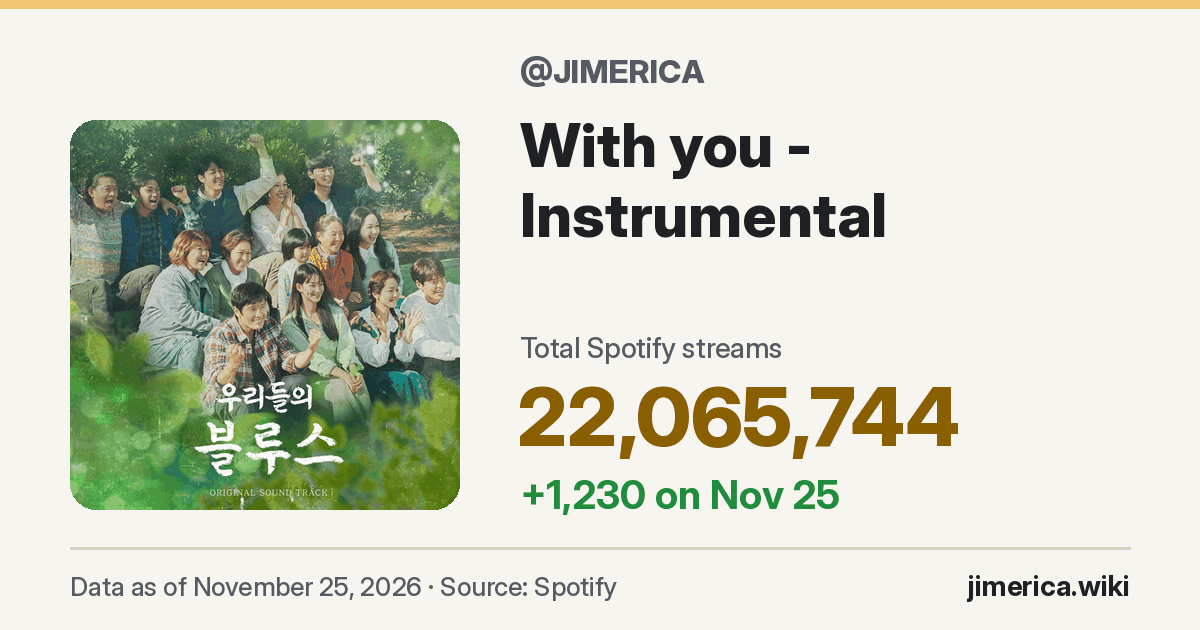 @JIMERICA
With you -
Instrumental
Total Spotify streams
22,065,744
+1,230 on Nov 25
우리들의
블루스
ORIGINAL SOUND TRACK
Data as of November 25, 2026 · Source: Spotify
jimerica.wiki